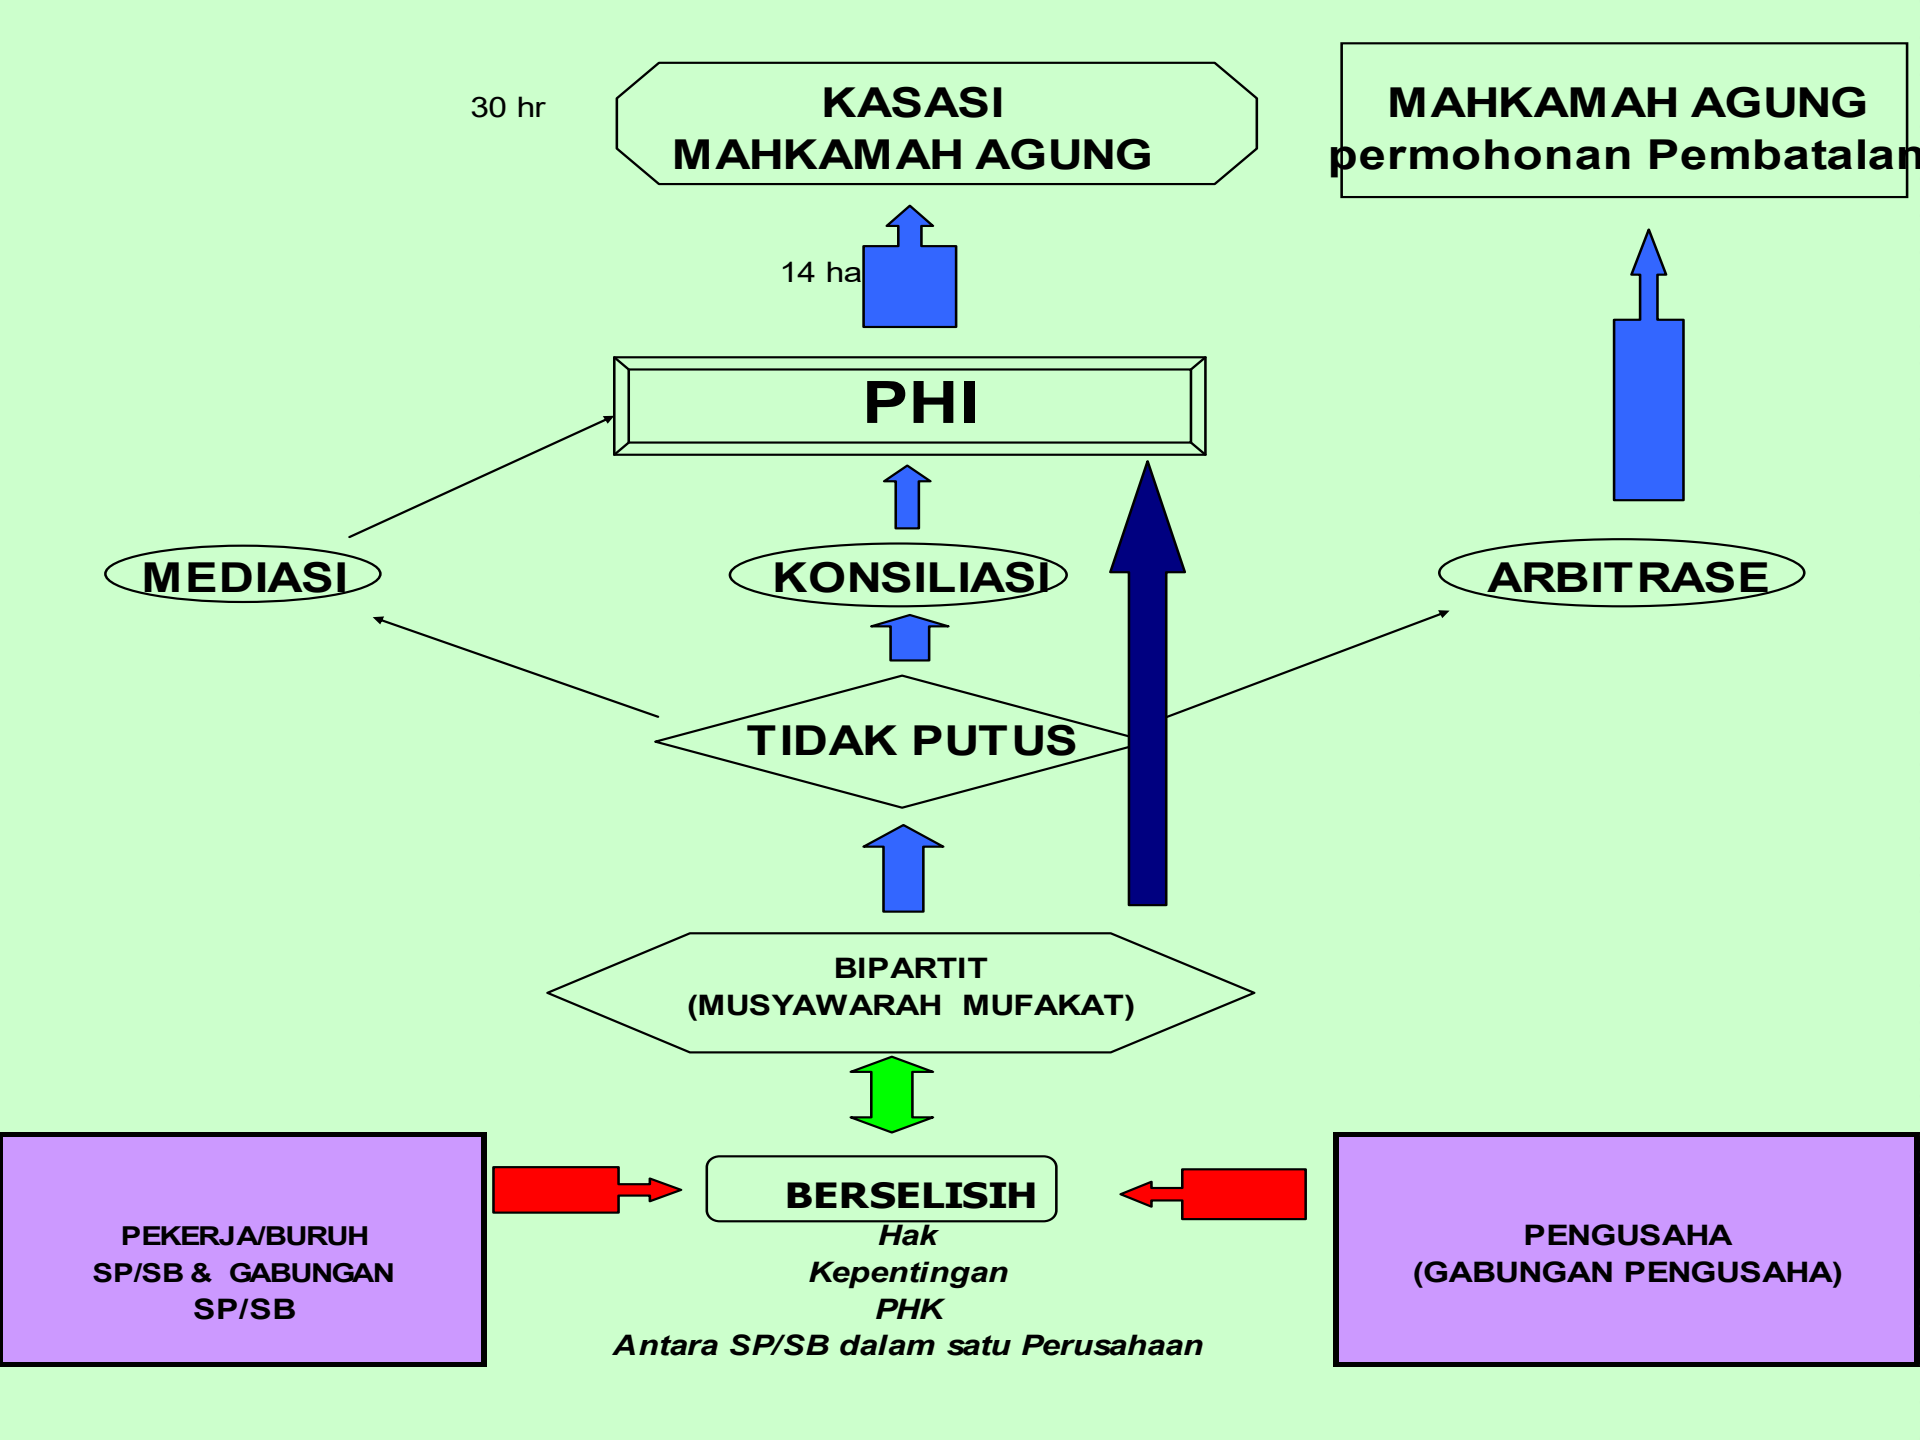 30 hr
KASASI
MAHKAMAH AGUNG
MAHKAMAH AGUNG
permohonan Pembatalan
14 ha
PHI
MEDIASI
KONSILIASI
ARBITRASE
TIDAK PUTUS
BIPARTIT
(MUSYAWARAH MUFAKAT)
PEKERJA/BURUH
SP/SB & GABUNGAN
SP/SB
BERSELISIH
Hak
Kepentingan
PHK
Antara SP/SB dalam satu Perusahaan
PENGUSAHA
(GABUNGAN PENGUSAHA)